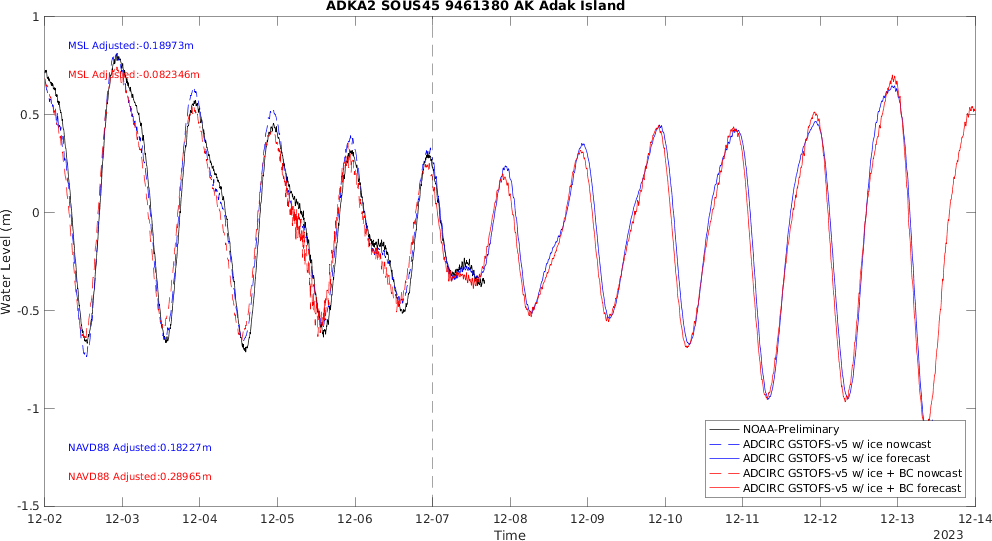 ADKA2 SOUS45 9461380 AK Adak Island
MSL Adjusted:-0.18973m
MSL Adjusted:-0.082346m
NAVD88 Adjusted:0.18227m
NAVD88 Adjusted:0.28965m
1
0.5
0
-0.5
-1
-1.5
Water Level (m)
NOAA-Preliminary
ADCIRC GSTOFS-v5 w/ ice nowcast
ADCIRC GSTOFS-v5 w/ ice forecast
ADCIRC GSTOFS-v5 w/ ice + BC nowcast
ADCIRC GSTOFS-v5 w/ ice + BC forecast
12-02 12-03 12-04 12-05 12-06 12-07 12-08 12-09 12-10 12-11 12-12 12-13 12-14
Time
2023